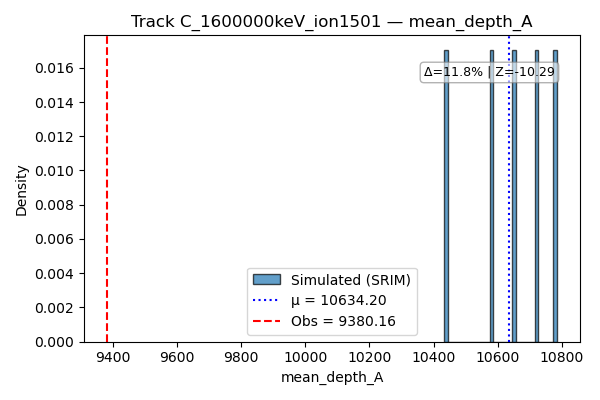 Track C_1600000keV_ion1501 — mean_depth_A
Δ=11.8% | Z=-10.29
0.016
0.014
0.012
0.010
0.008
0.006
0.004
0.002
0.000
Density
Simulated (SRIM)
μ = 10634.20
Obs = 9380.16
9400 9600 9800 10000 10200 10400 10600 10800
mean_depth_A